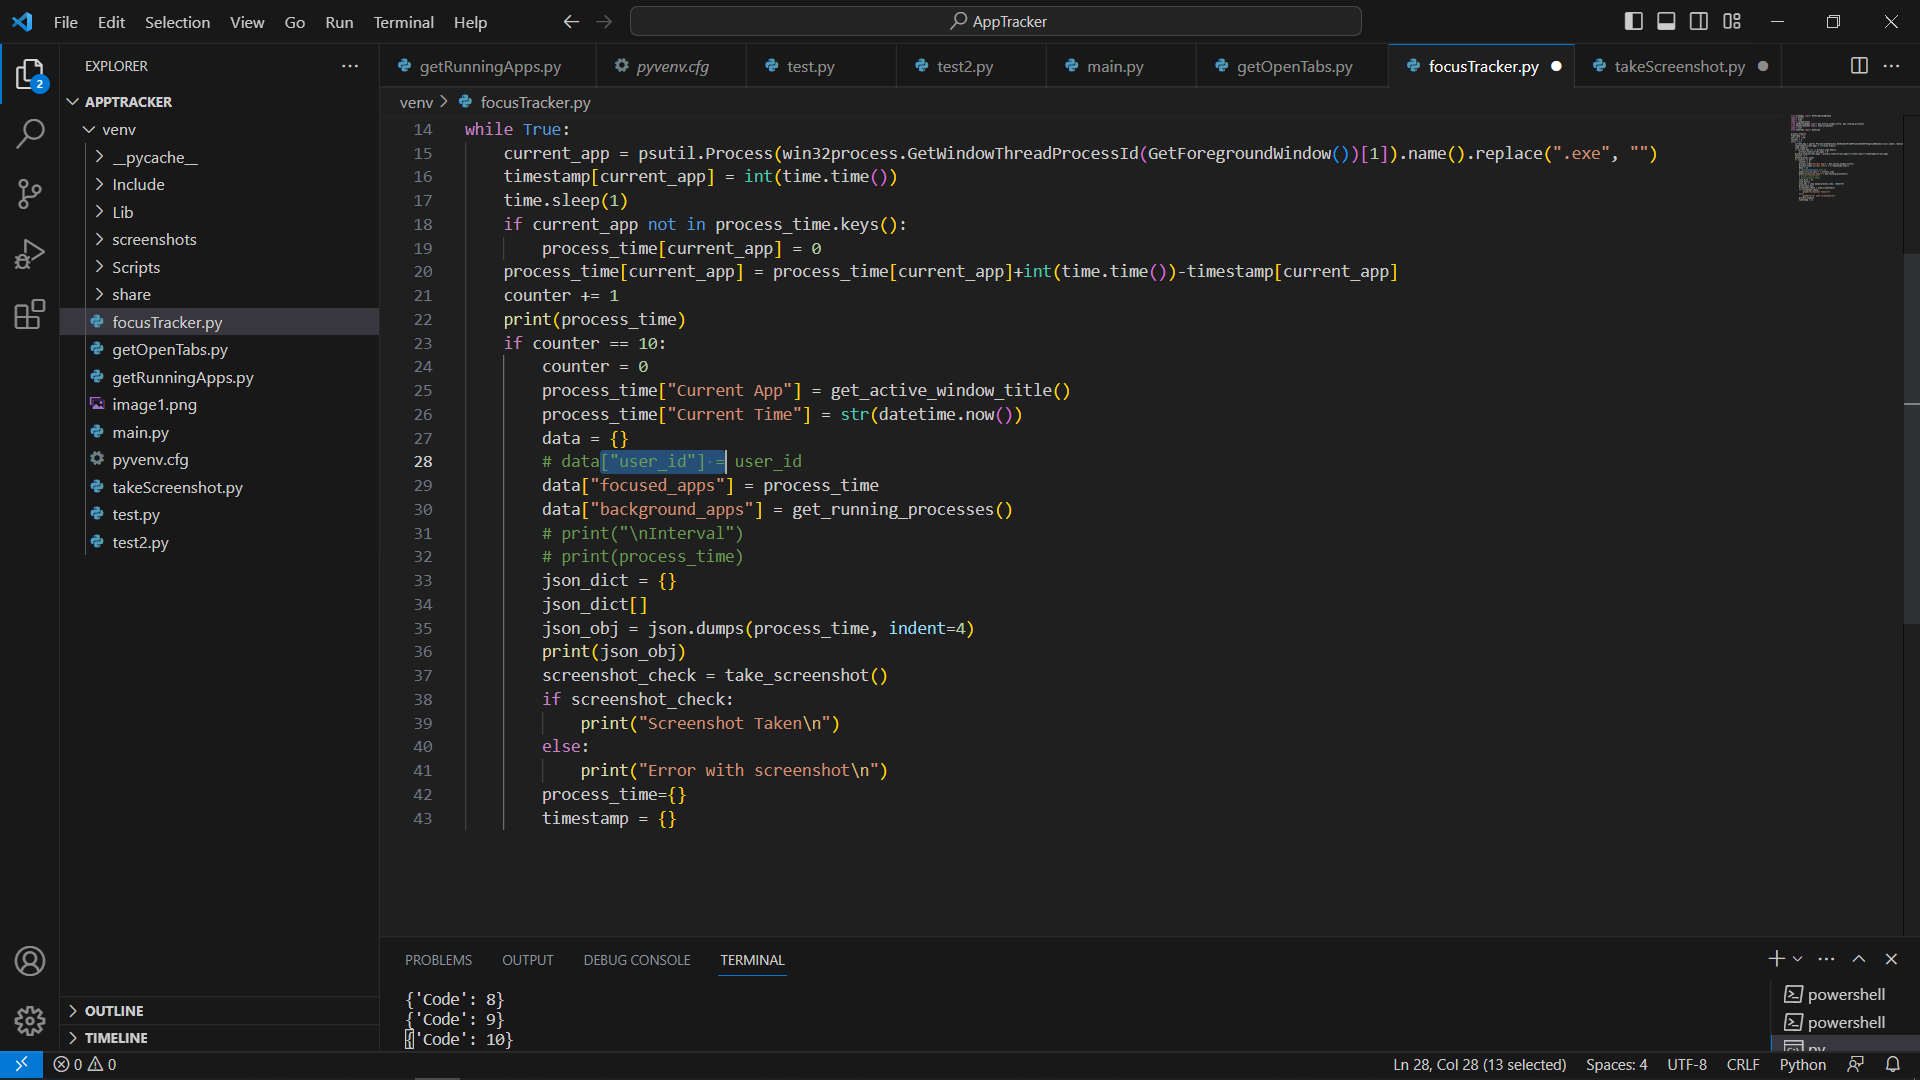 File Edit Selection View Go Run Terminal Help
AppTracker
EXPLORER
2
APPTRACKER
venv
__pycache__
Include
Lib
screenshots
Scripts
share
focusTracker.py
getOpenTabs.py
getRunningApps.py
image1.png
main.py
pyvenv.cfg
takeScreenshot.py
test.py
test2.py
OUTLINE
TIMELINE
getRunningApps.py pyvenv.cfg test.py test2.py main.py getOpenTabs.py focusTracker.py takeScreenshot.py
venv > focusTracker.py
14 while True:
15 current_app = psutil.Process(win32process.GetWindowThreadProcessId(GetForegroundWindow())[1]).name().replace(".exe", "")
16 timestamp[current_app] = int(time.time())
17 time.sleep(1)
18 if current_app not in process_time.keys():
19 process_time[current_app] = 0
20 process_time[current_app] = process_time[current_app]+int(time.time())-timestamp[current_app]
21 counter += 1
22 print(process_time)
23 if counter == 10:
24 counter = 0
25 process_time["Current App"] = get_active_window_title()
26 process_time["Current Time"] = str(datetime.now())
27 data = {}
28 # data["user_id"] = user_id
29 data["focused_apps"] = process_time
30 data["background_apps"] = get_running_processes()
31 # print("\nInterval")
32 # print(process_time)
33 json_dict = {}
34 json_dict[]
35 json_obj = json.dumps(process_time, indent=4)
36 print(json_obj)
37 screenshot_check = take_screenshot()
38 if screenshot_check:
39 print("Screenshot Taken\n")
40 else:
41 print("Error with screenshot\n")
42 process_time={}
43 timestamp = {}
PROBLEMS OUTPUT DEBUG CONSOLE TERMINAL
{'Code': 8}
{'Code': 9}
{'Code': 10}
powershell
powershell
py
0 0 Ln 28, Col 28 (13 selected) Spaces: 4 UTF-8 CRLF Python